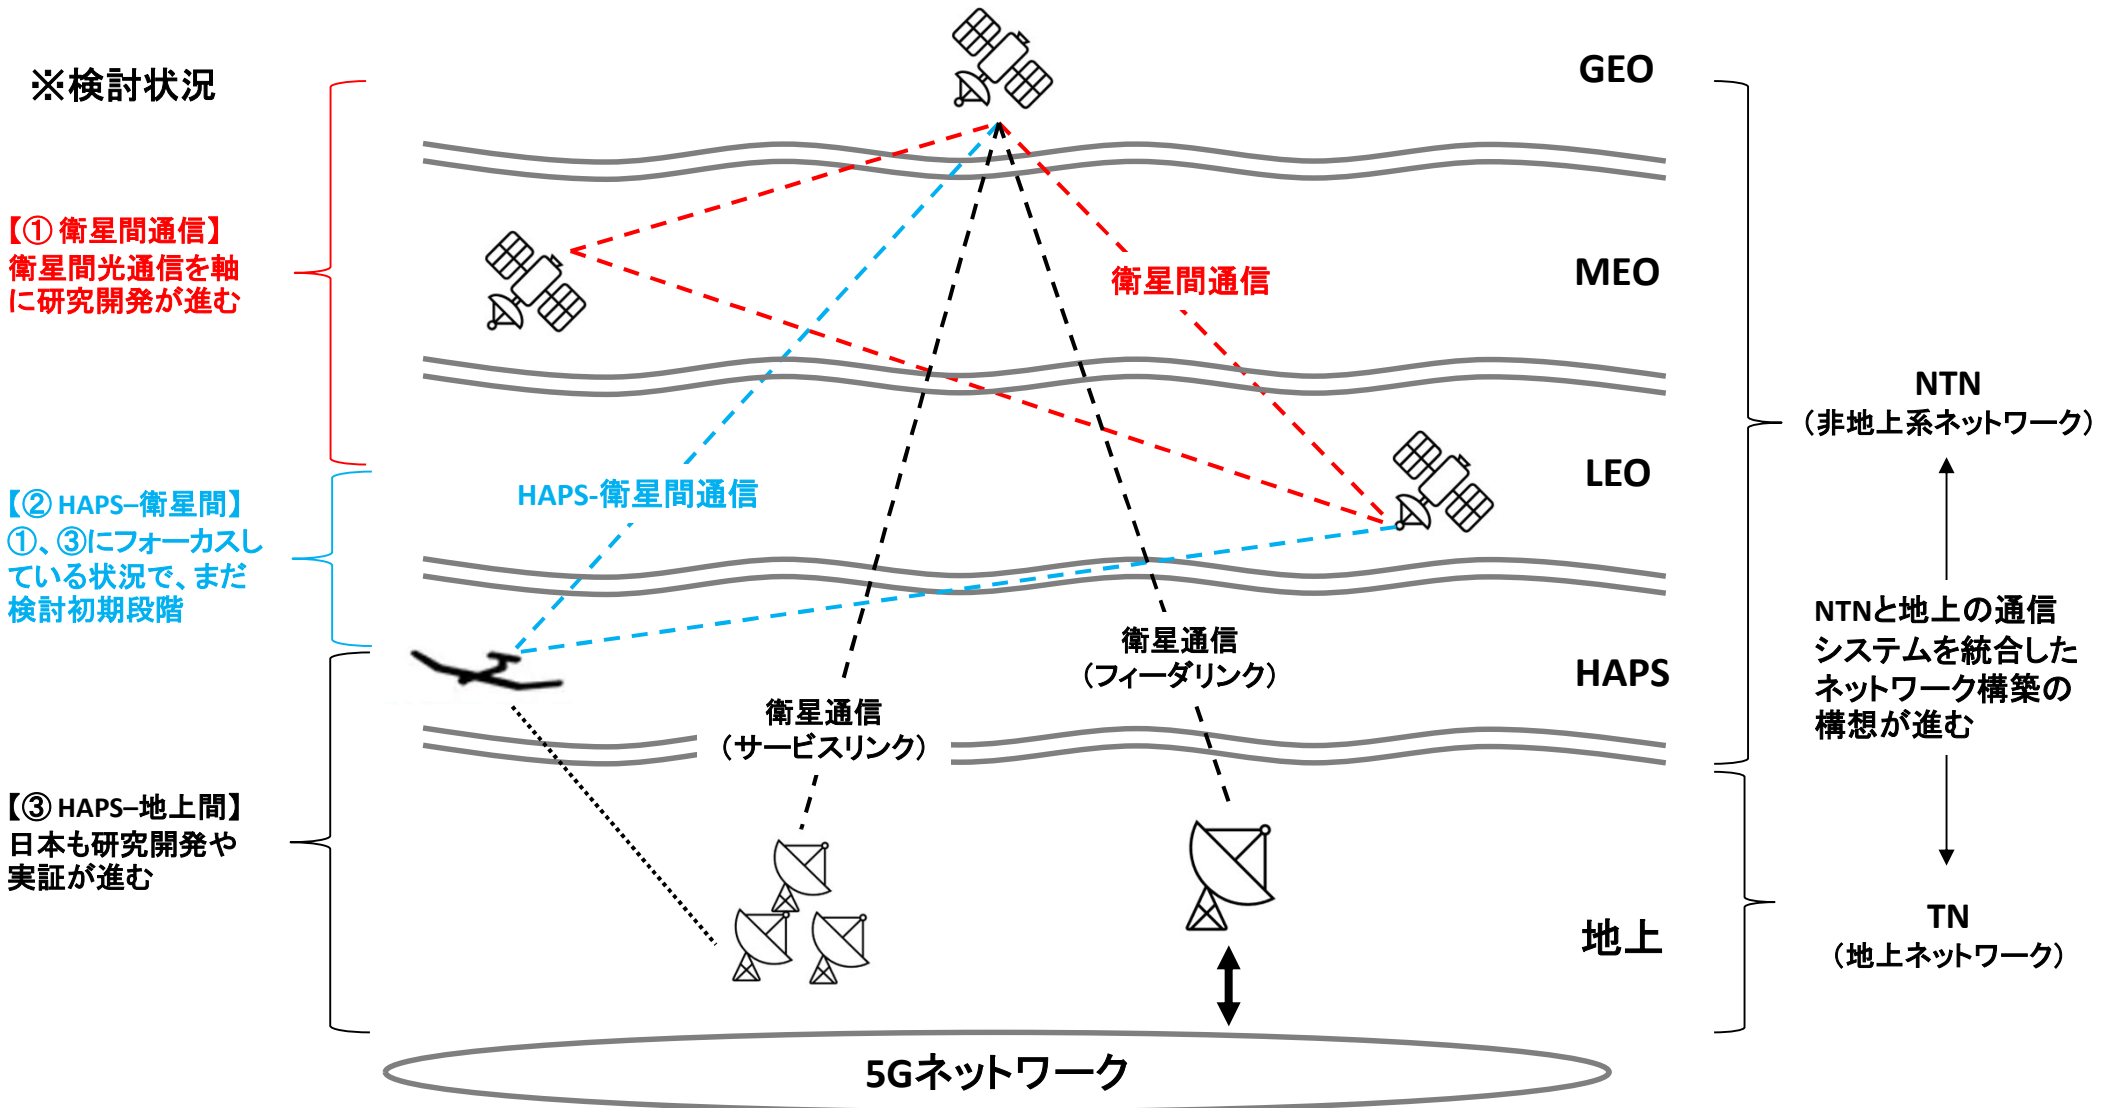 ※検討状況
【① 衛星間通信】
衛星間光通信を軸
に研究開発が進む
【② HAPS–衛星間】
①、③にフォーカスし
ている状況で、まだ
検討初期段階
【③ HAPS–地上間】
日本も研究開発や
実証が進む
衛星間通信
HAPS-衛星間通信
衛星通信
（フィーダリンク）
衛星通信
（サービスリンク）
5Gネットワーク
GEO
MEO
LEO
HAPS
地上
NTN
（非地上系ネットワーク）
NTNと地上の通信
システムを統合した
ネットワーク構築の
構想が進む
TN
（地上ネットワーク）